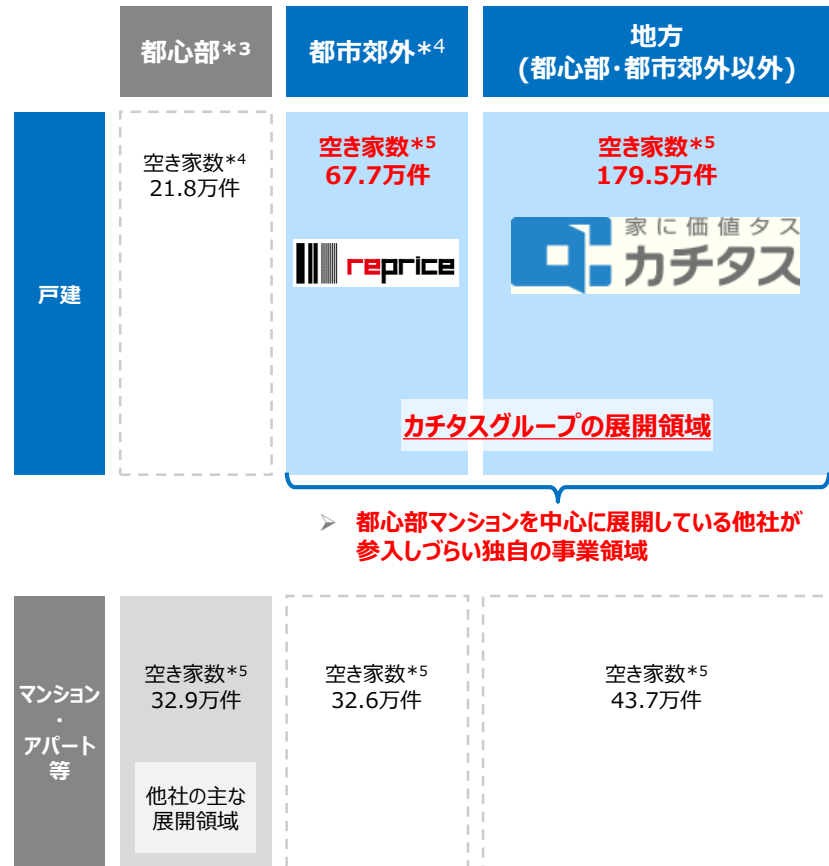 都心部*3
都市郊外*4
地方
(都心部・都市郊外以外)
戸建
空き家数*4
21.8万件
空き家数*5
67.7万件
reprice
空き家数*5
179.5万件
家に価値タス
カチタス
カチタスグループの展開領域
➢ 都心部マンションを中心に展開している他社が
参入しづらい独自の事業領域
マンション
・
アパート
等
空き家数*5
32.9万件
他社の主な
展開領域
空き家数*5
32.6万件
空き家数*5
43.7万件